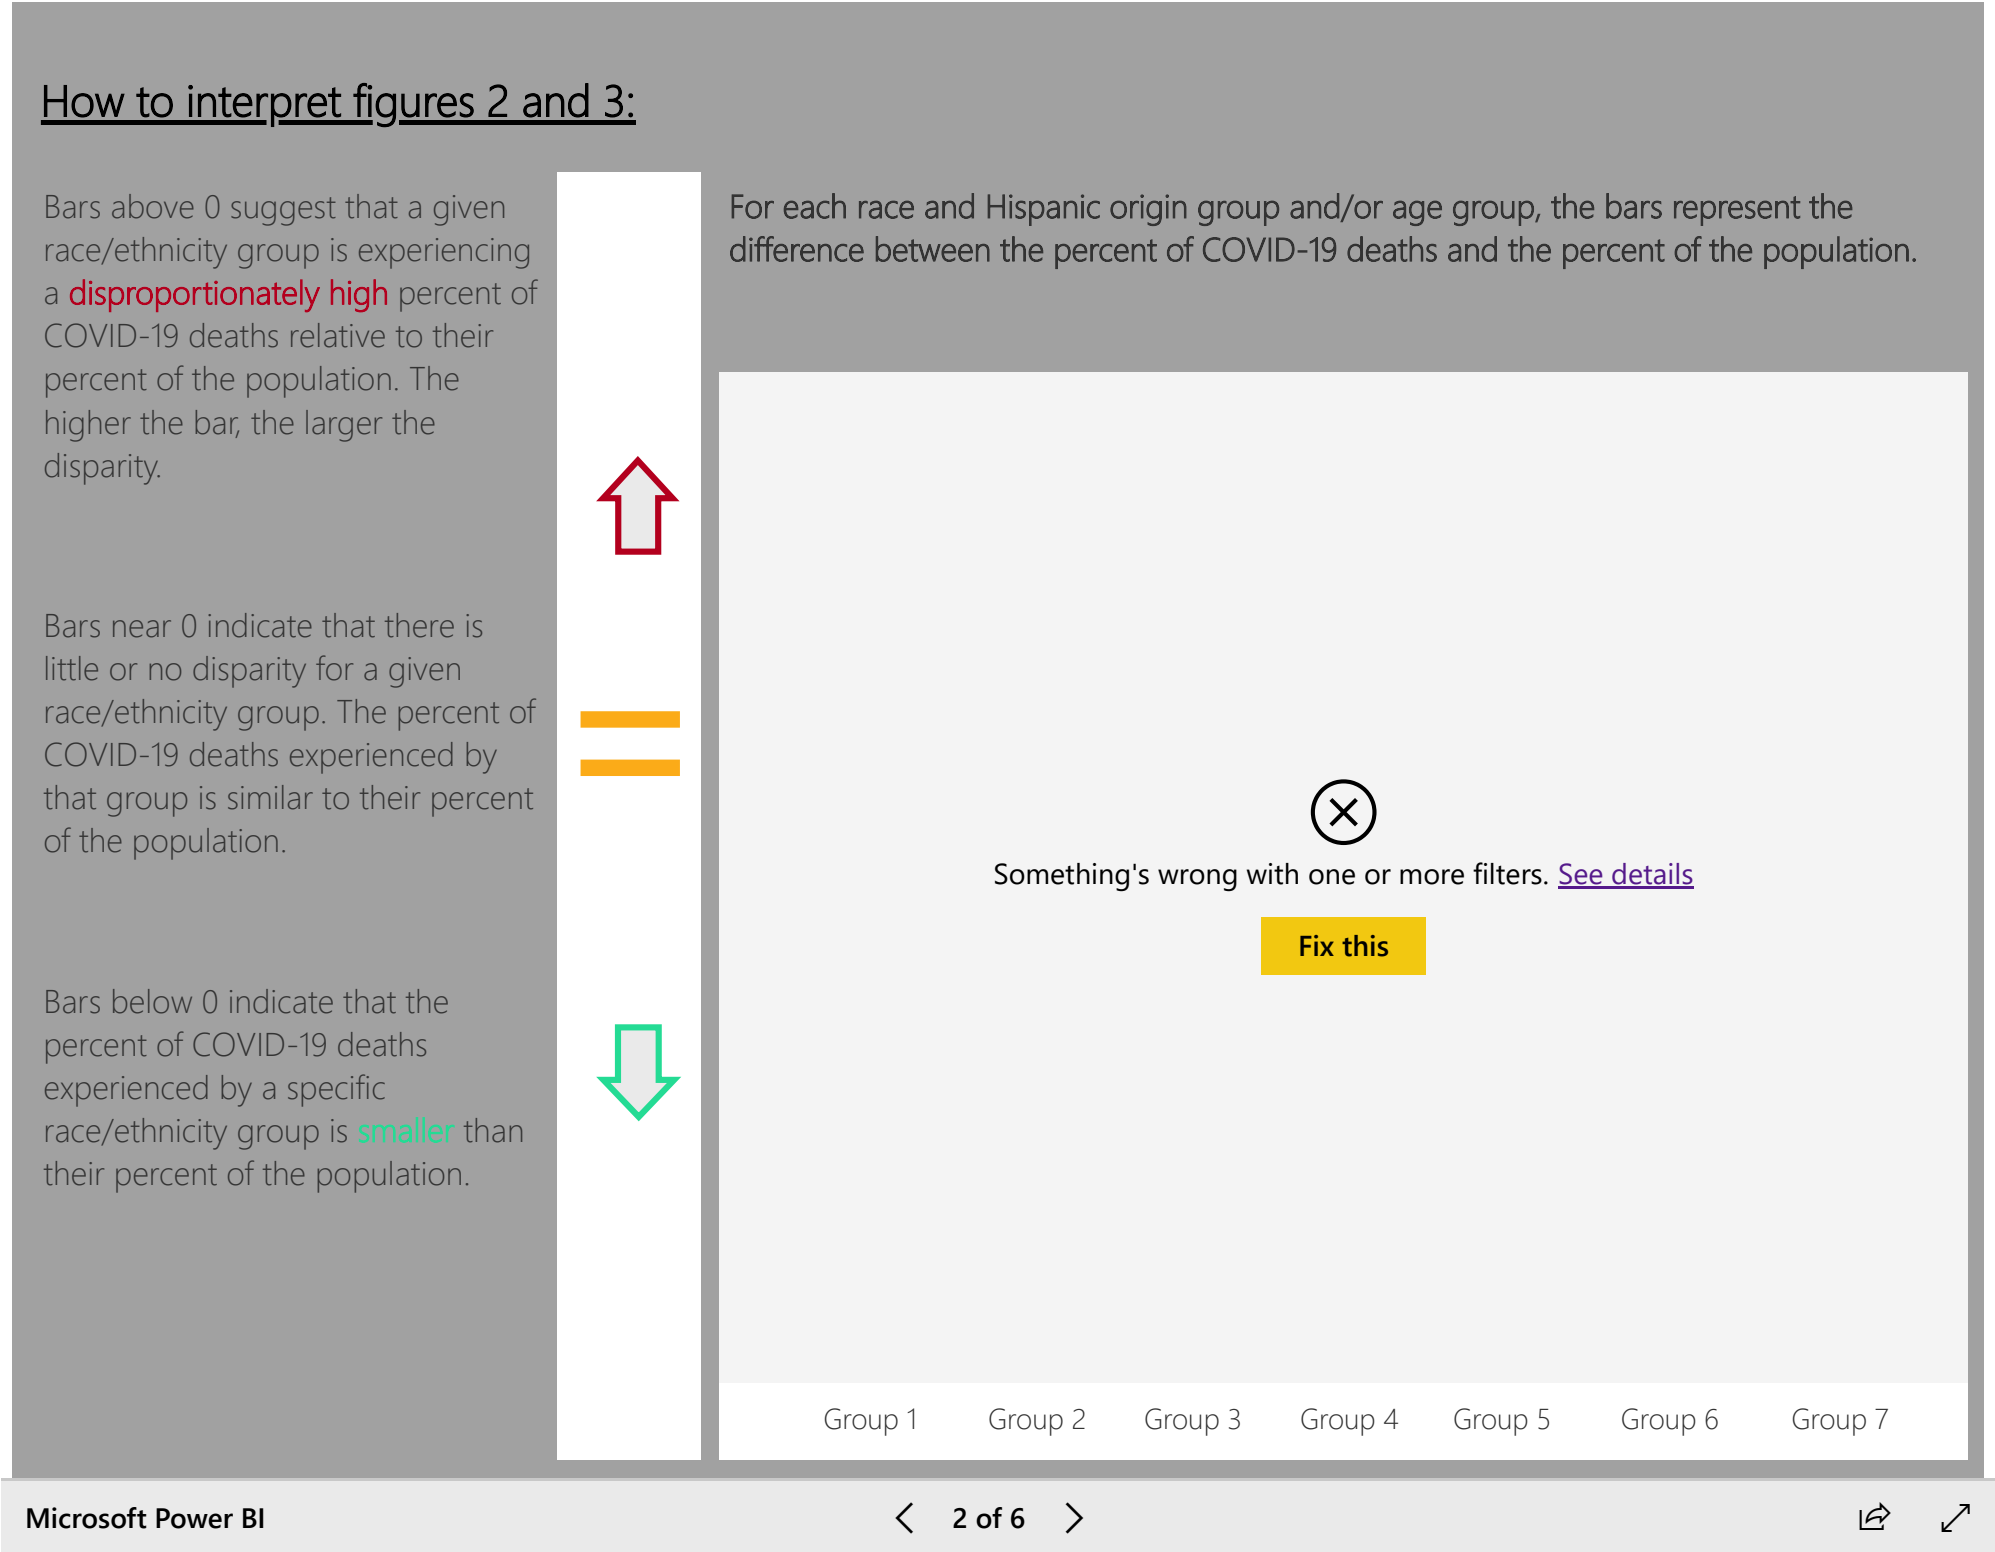 How to interpret figures 2 and 3:
Bars above 0 suggest that a given
race/ethnicity group is experiencing
a disproportionately high percent of
COVID-19 deaths relative to their
percent of the population. The
higher the bar, the larger the
disparity.
Bars near 0 indicate that there is
little or no disparity for a given
race/ethnicity group. The percent of
COVID-19 deaths experienced by
that group is similar to their percent
of the population.
Bars below 0 indicate that the
percent of COVID-19 deaths
experienced by a specific
race/ethnicity group is smaller than
their percent of the population.
For each race and Hispanic origin group and/or age group, the bars represent the
difference between the percent of COVID-19 deaths and the percent of the population.
Something's wrong with one or more filters. See details
Fix this
Group 1 Group 2 Group 3 Group 4 Group 5 Group 6 Group 7
Microsoft Power BI
2 of 6